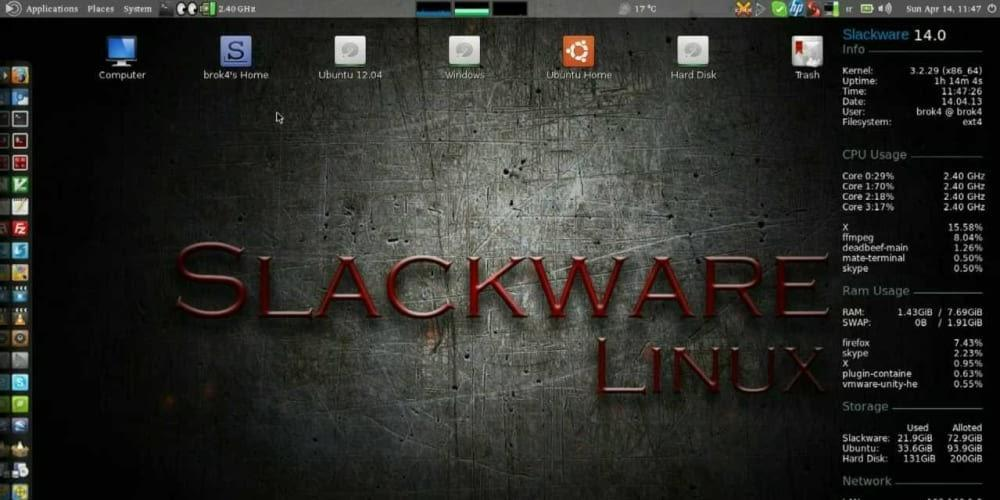 Applications Places System 2.40 GHz 17 °C Sun Apr 14, 11:47
Computer brok4's Home Ubuntu 12.04 Windows Ubuntu Home Hard Disk Trash
SLACKWARE
LINUX
Slackware 14.0
Info
Kernel: 3.2.29 (x86_64)
Uptime: 1h 14m 4s
Time: 11:47:26
Date: 14.04.13
User: brok4 @ brok4
Filesystem: ext4
CPU Usage
Core 0:29% 2.40 GHz
Core 1:70% 2.40 GHz
Core 2:18% 2.40 GHz
Core 3:17% 2.40 GHz
X 15.58%
ffmpeg 8.04%
deadbeef-main 1.26%
mate-terminal 0.50%
skype 0.50%
Ram Usage
RAM: 1.43GiB / 7.69GiB
SWAP: 0B / 1.91GiB
firefox 7.43%
skype 2.23%
X 0.95%
plugin-containe 0.63%
vmware-unity-he 0.55%
Storage
Used Alloted
Slackware: 21.9GiB 72.9GiB
Ubuntu: 33.6GiB 93.9GiB
Hard Disk: 131GiB 200GiB
Network